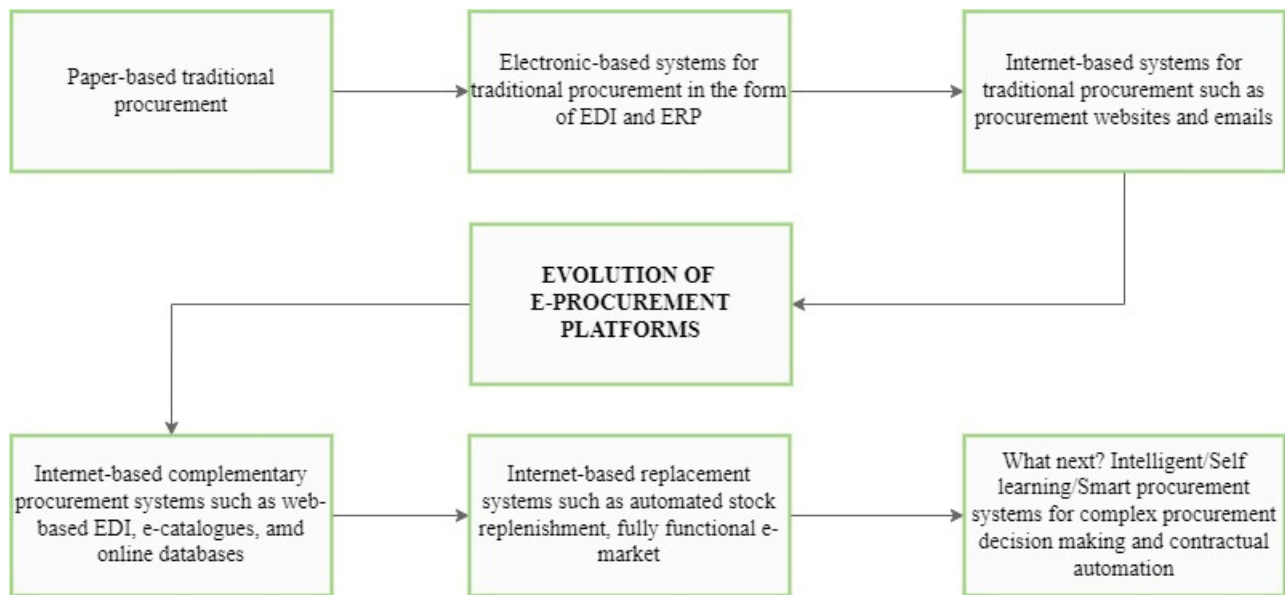 Paper-based traditional
procurement
Electronic-based systems for
traditional procurement in the form
of EDI and ERP
Internet-based systems for
traditional procurement such as
procurement websites and emails
EVOLUTION OF
E-PROCUREMENT
PLATFORMS
Internet-based complementary
procurement systems such as web-
based EDI, e-catalogues, amd
online databases
Internet-based replacement
systems such as automated stock
replenishment, fully functional e-
market
What next? Intelligent/Self
learning/Smart procurement
systems for complex procurement
decision making and contractual
automation